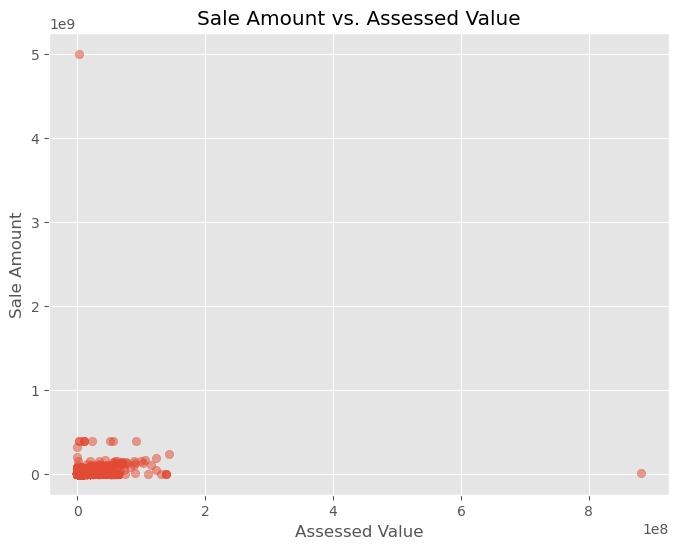 Sale Amount vs. Assessed Value
1e9
5
4
3
2
1
0
Sale Amount
0 2 4 6 8
1e8
Assessed Value